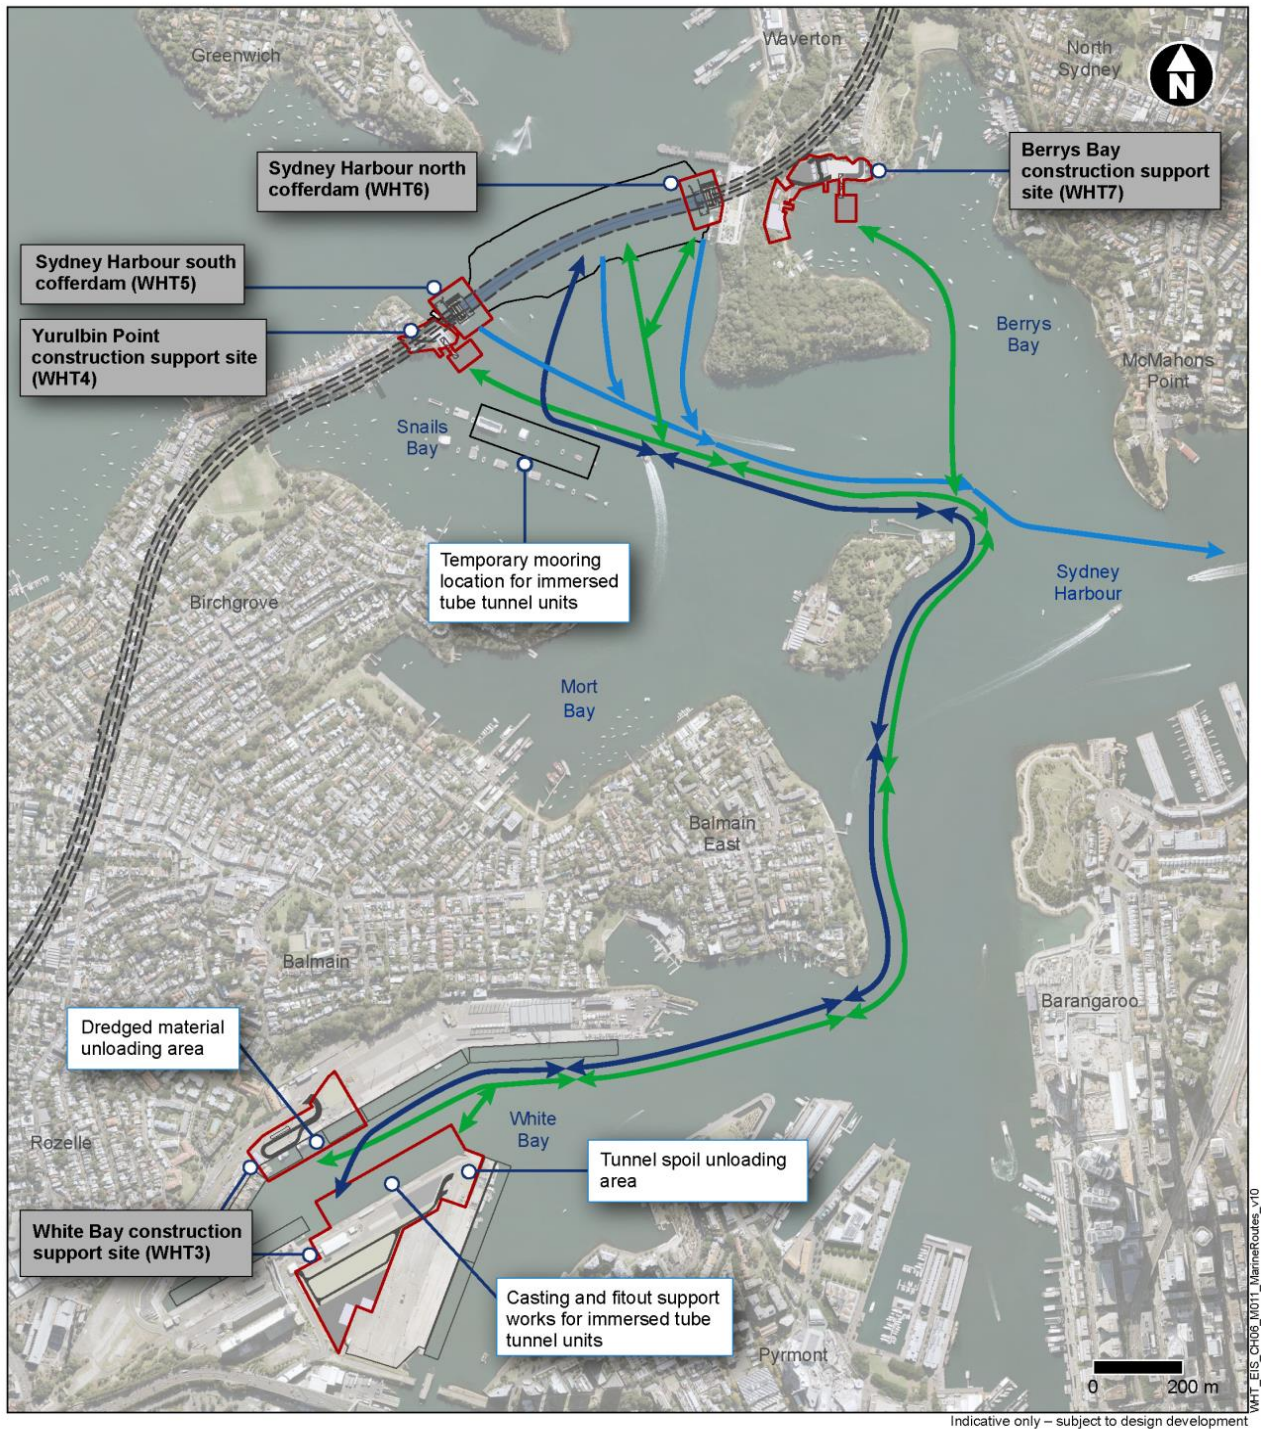 Greenwich
Waverton
North
Sydney
N
Sydney Harbour north
cofferdam (WHT6)
Berrys Bay
construction support
site (WHT7)
Sydney Harbour south
cofferdam (WHT5)
Yurulbin Point
construction support site
(WHT4)
Berrys
Bay
McMahons
Point
Snails
Bay
Temporary mooring
location for immersed
tube tunnel units
Sydney
Harbour
Birchgrove
Mort
Bay
Balmain
East
Balmain
Barangaroo
Dredged material
unloading area
White
Bay
Rozelle
Tunnel spoil unloading
area
White Bay construction
support site (WHT3)
Casting and fitout support
works for immersed tube
tunnel units
Pyrmont
0 200 m
WHT_EIS_CH06_M011_MarineRoutes_v10
Indicative only – subject to design development